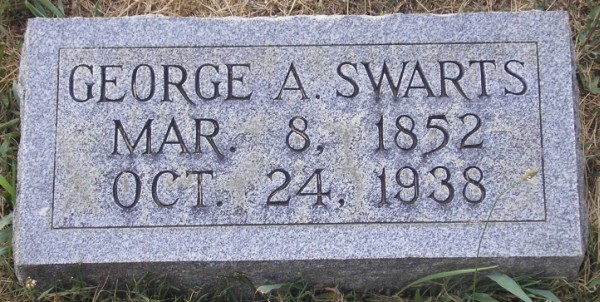 GEORGE A. SWARTS
MAR. 8, 1852
OCT. 24, 1938